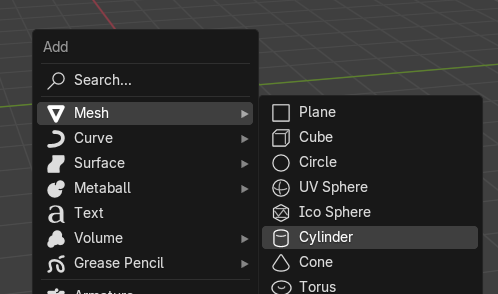 Add
Search...
Mesh
Curve
Surface
Metaball
Text
Volume
Grease Pencil
Armature
Plane
Cube
Circle
UV Sphere
Ico Sphere
Cylinder
Cone
Torus